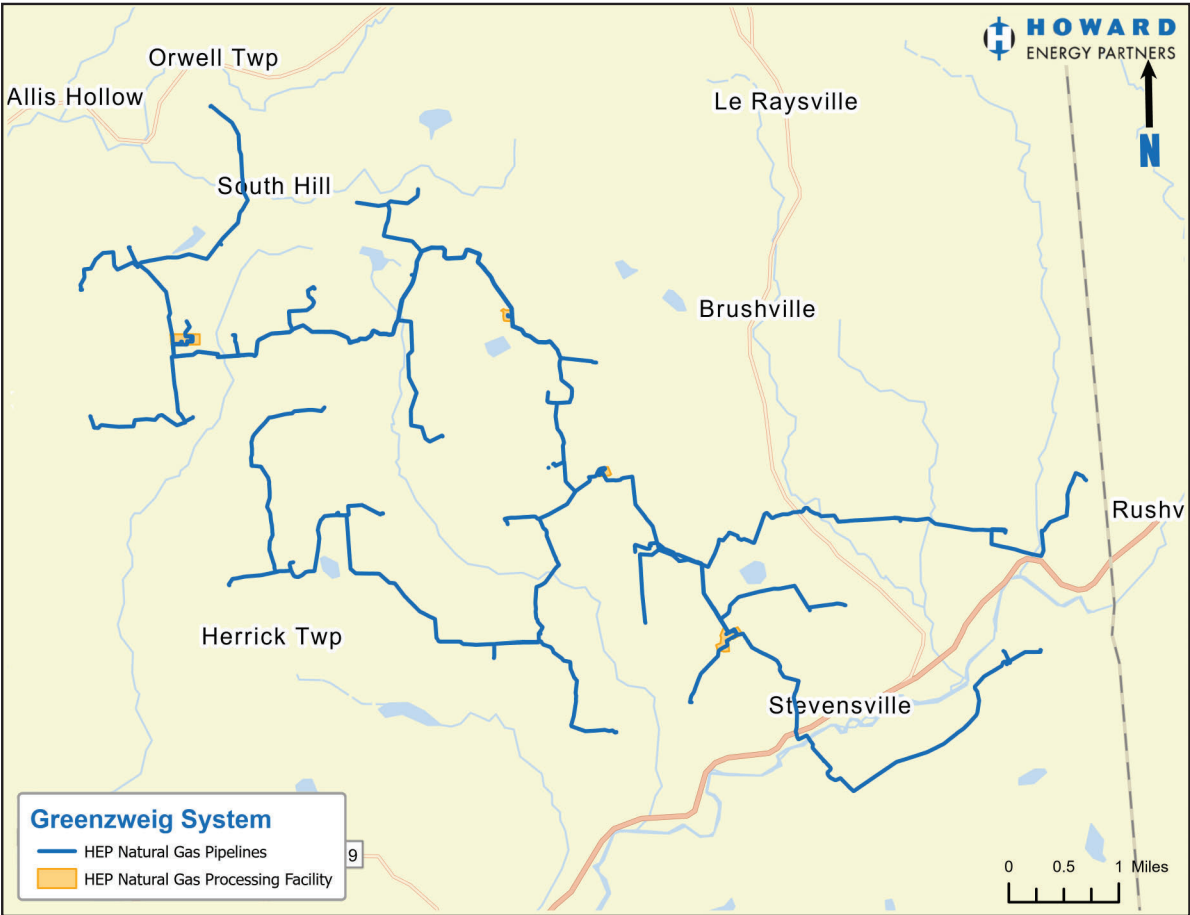 HOWARD
ENERGY PARTNERS
Orwell Twp
Allis Hollow
Le Raysville
N
South Hill
Brushville
Rushv
Herrick Twp
Stevensville
Greenzweig System
HEP Natural Gas Pipelines
HEP Natural Gas Processing Facility
9
0 0.5 1 Miles